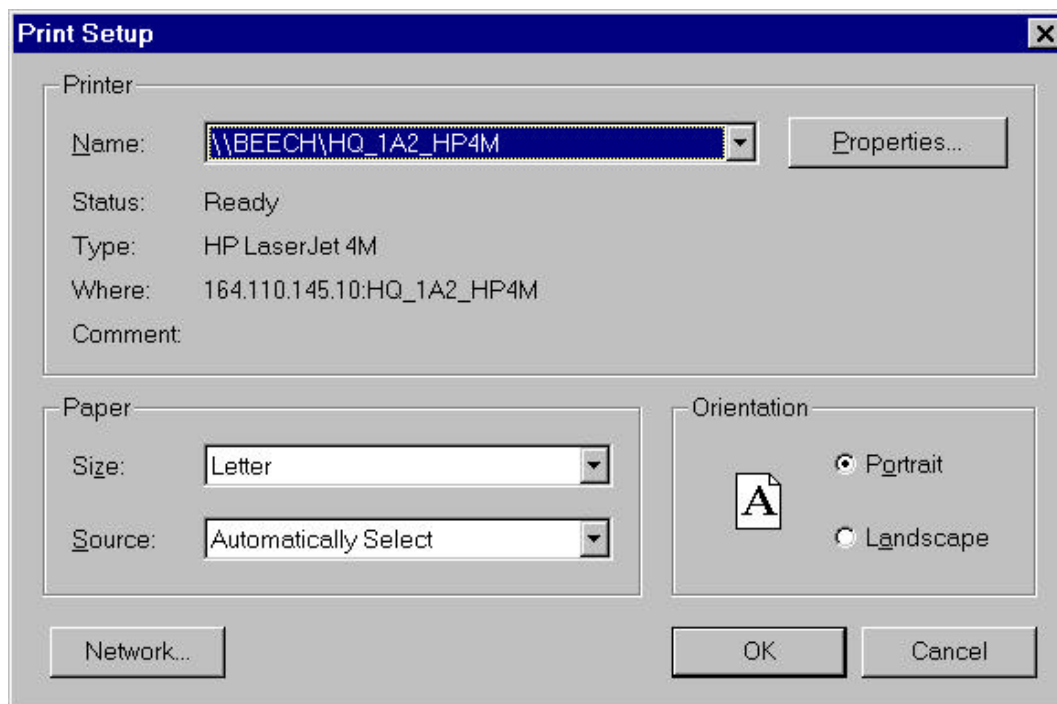 Print Setup
Printer
Name: \\BEECH\HQ_1A2_HP4M Properties...
Status: Ready
Type: HP LaserJet 4M
Where: 164.110.145.10:HQ_1A2_HP4M
Comment:
Paper
Size: Letter
Source: Automatically Select
Orientation
A
Portrait
Landscape
Network... OK Cancel